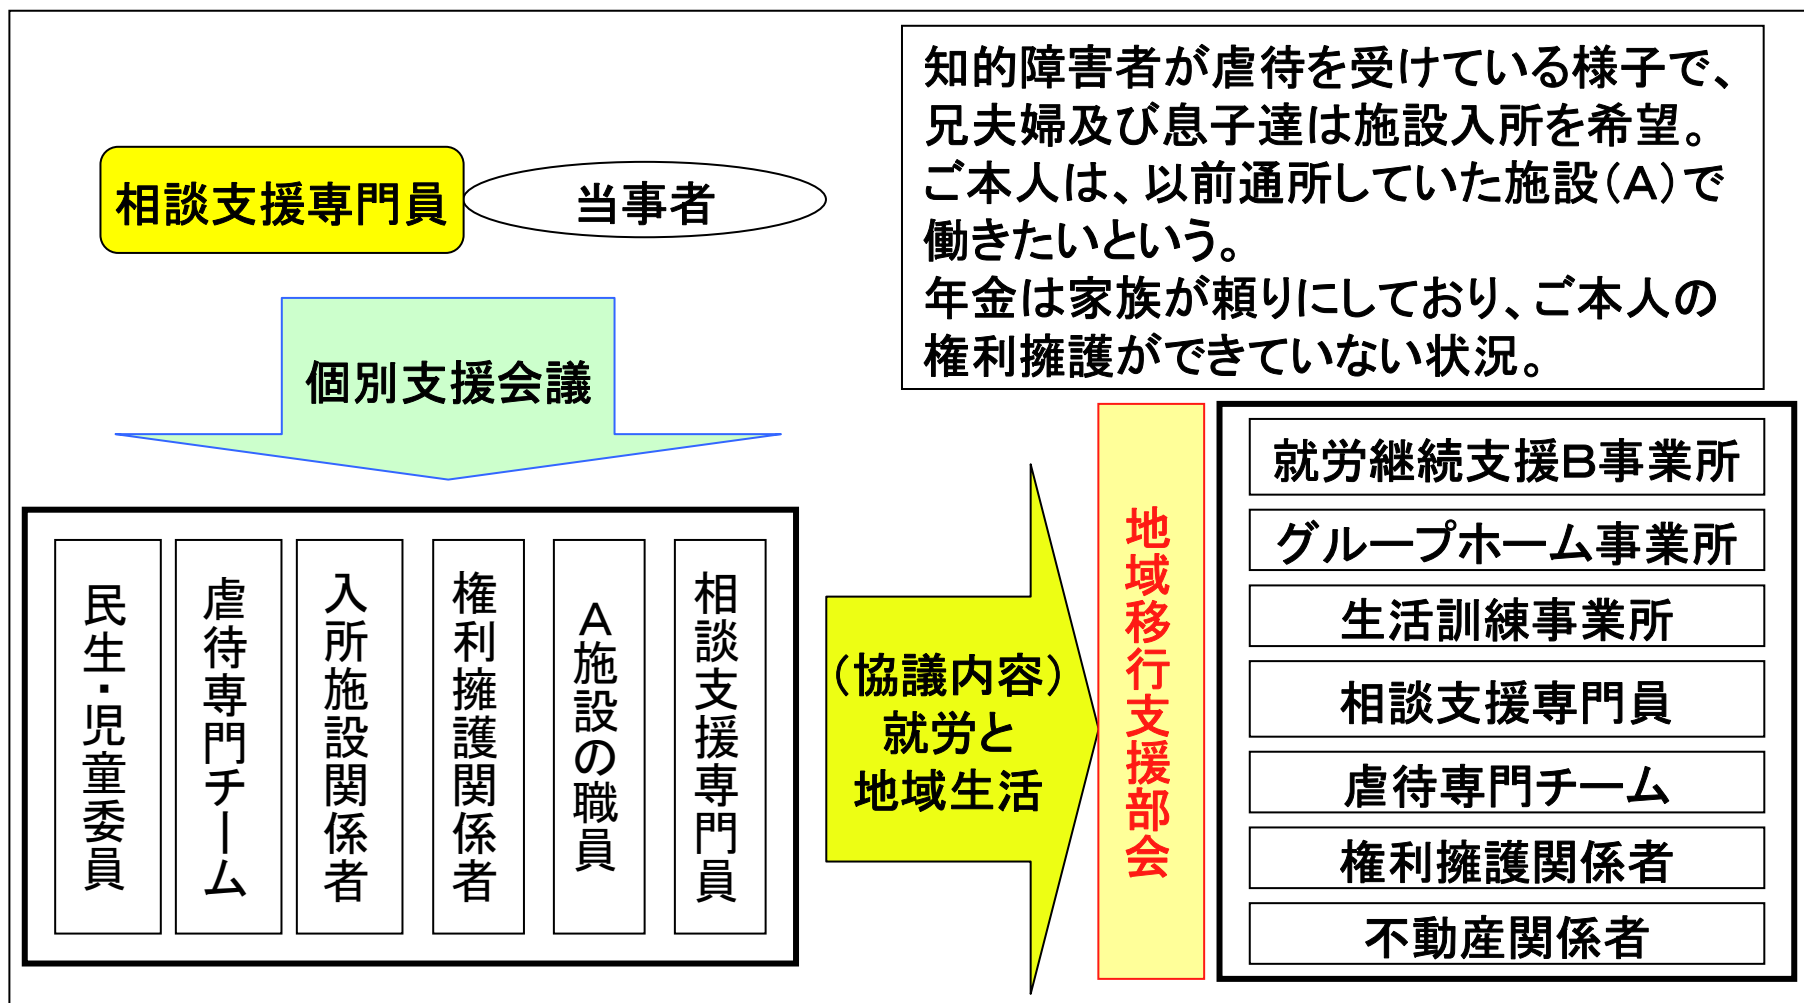 知的障害者が虐待を受けている様子で、
兄夫婦及び息子達は施設入所を希望。
ご本人は、以前通所していた施設(A)で
働きたいという。
年金は家族が頼りにしており、ご本人の
権利擁護ができていない状況。
相談支援専門員
当事者
個別支援会議
民生・児童委員
虐待専門チーム
入所施設関係者
権利擁護関係者
A施設の職員
相談支援専門員
(協議内容)
就労と
地域生活
地域移行支援部会
就労継続支援B事業所
グループホーム事業所
生活訓練事業所
相談支援専門員
虐待専門チーム
権利擁護関係者
不動産関係者